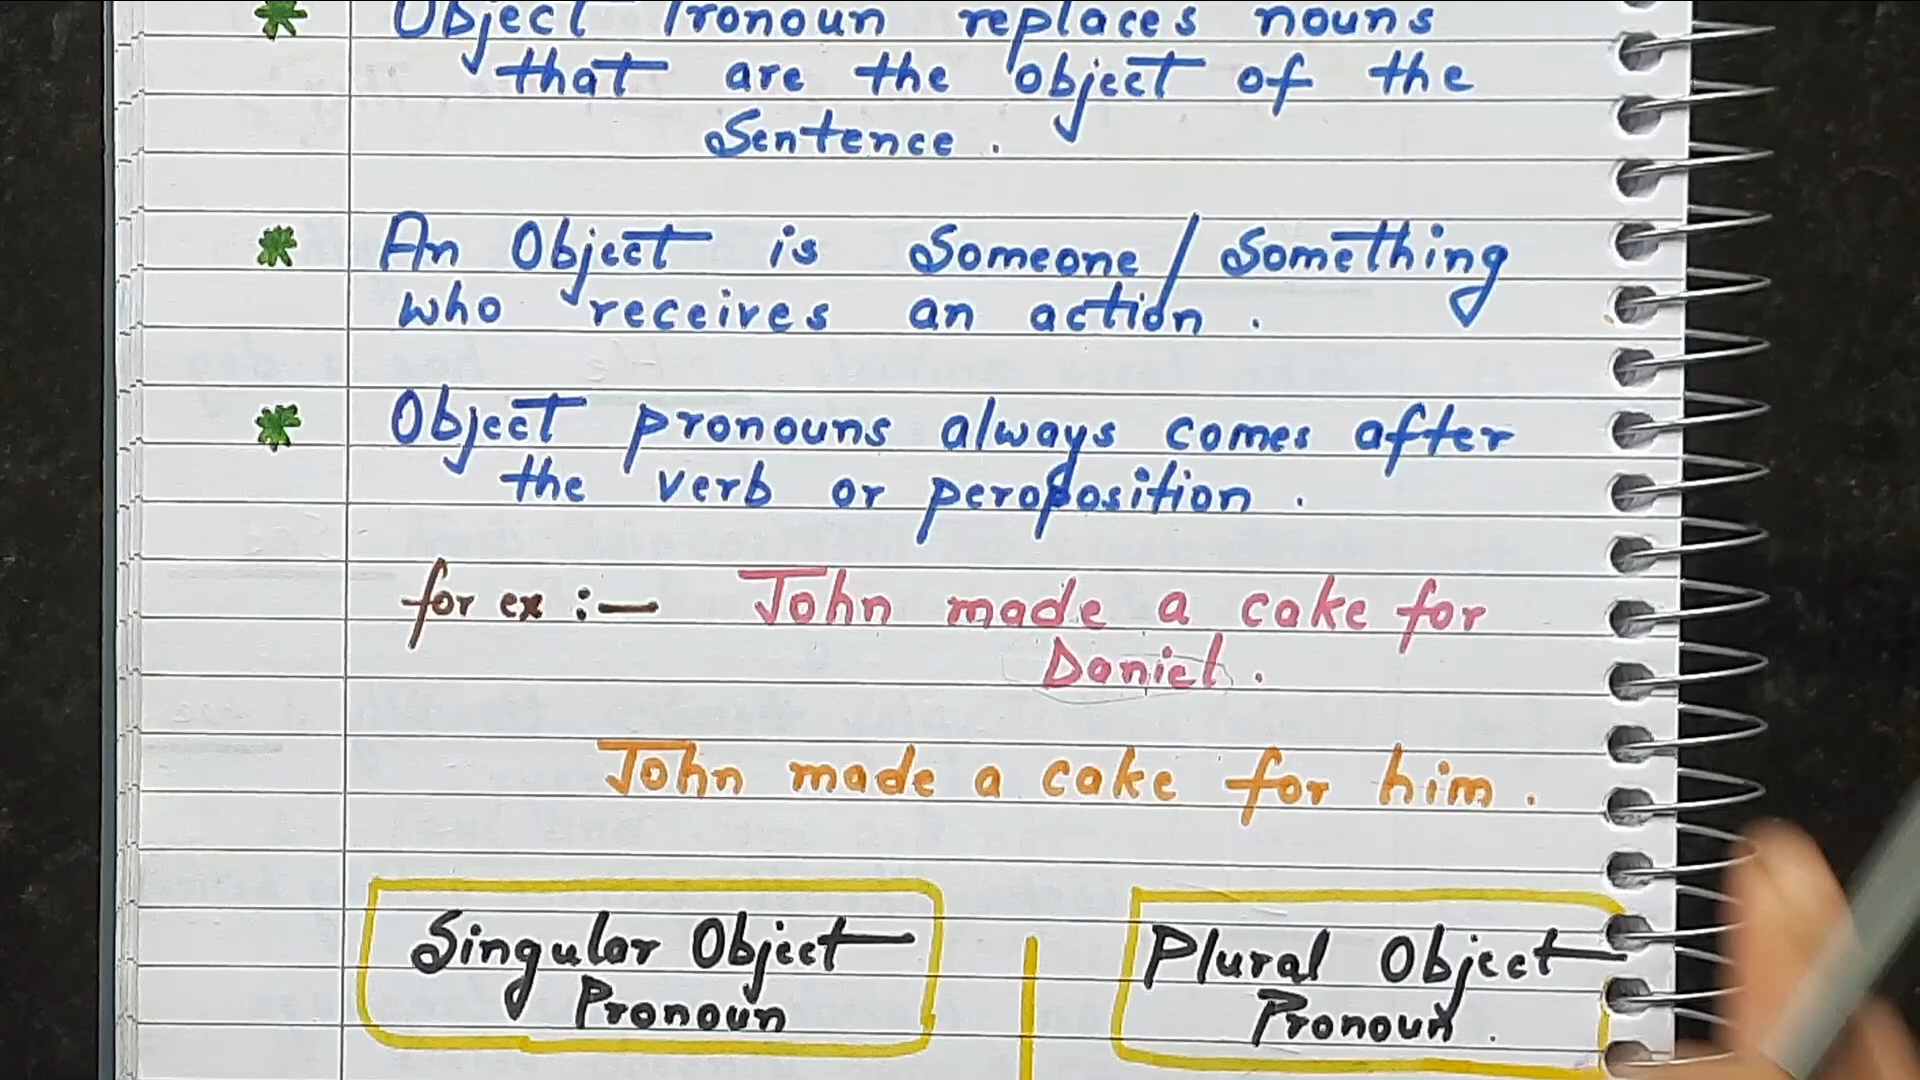 Object Pronoun replaces nouns
that are the object of the
Sentence.
An Object is Someone/Something
who receives an action.
Object pronouns always comes after
the verb or peroposition.
for ex :— John made a cake for
Daniel.
John made a cake for him.
Singular Object
Pronoun
Plural Object
Pronoun.